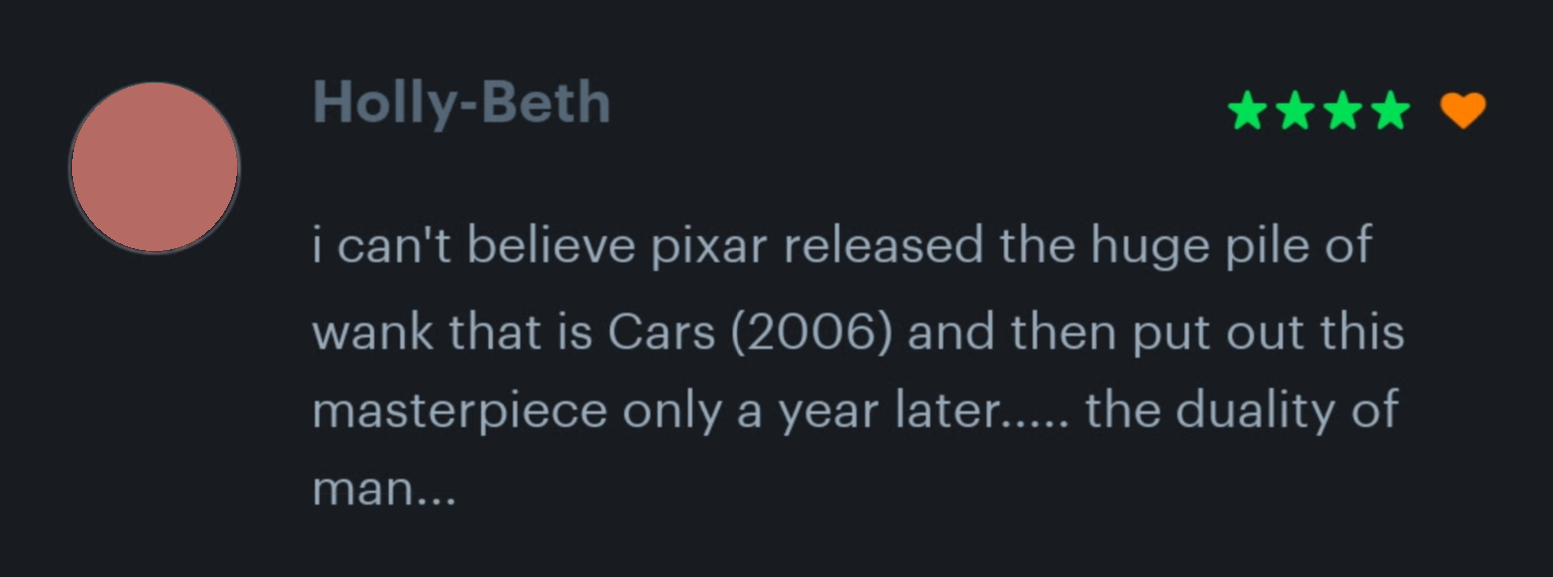 Holly-Beth
i can't believe pixar released the huge pile of
wank that is Cars (2006) and then put out this
masterpiece only a year later..... the duality of
man...